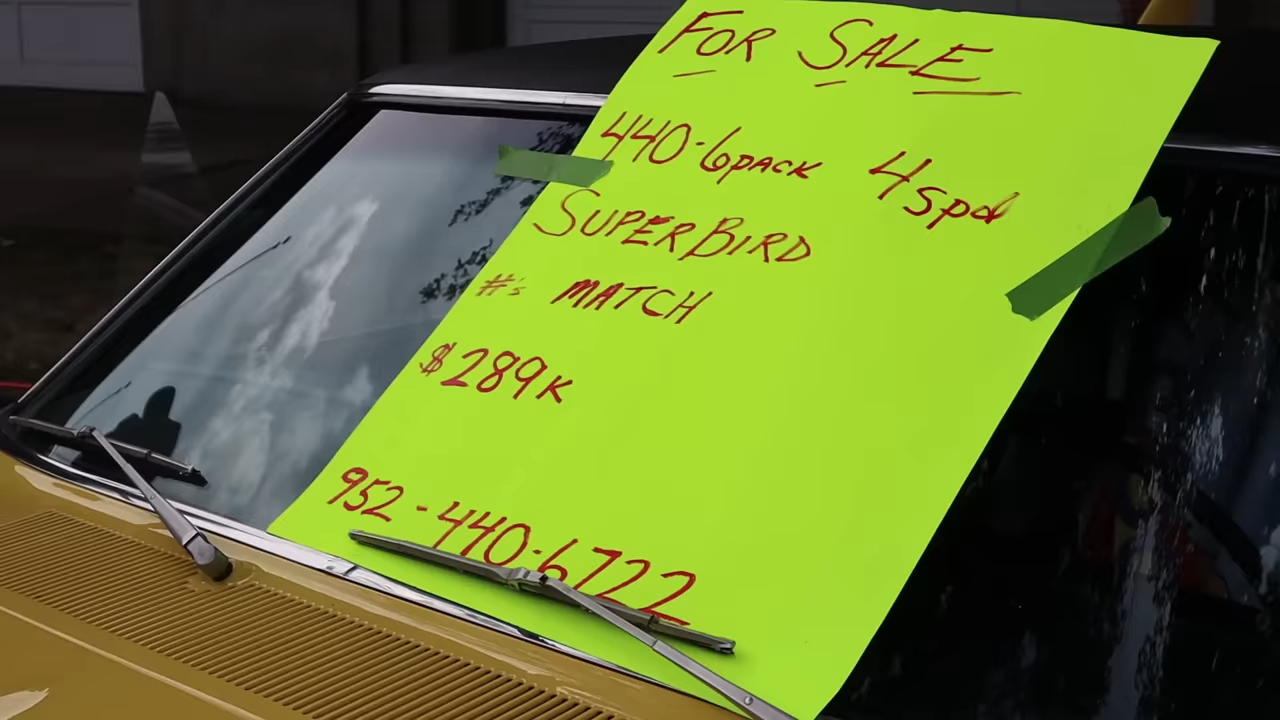 FOR SALE
440-6PACK 4spd
SUPERBIRD
#'s MATCH
$289K
952-440-6722